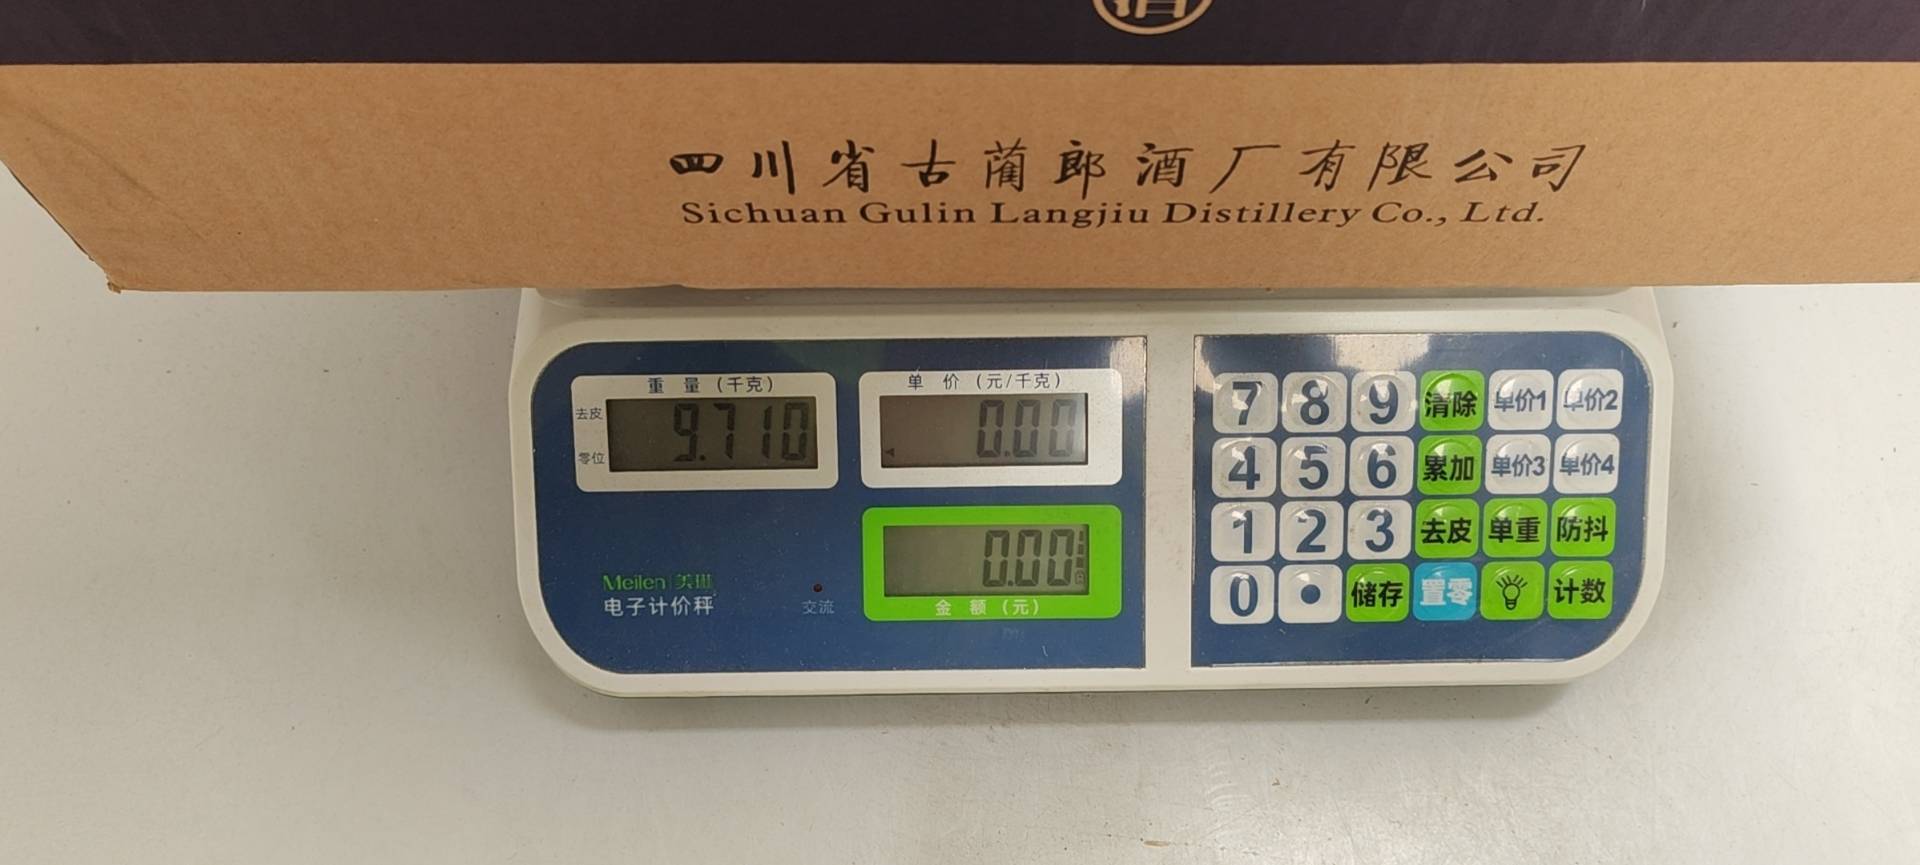 酒
四川省古蔺郎酒厂有限公司
Sichuan Gulin Langjiu Distillery Co., Ltd.
重 量 (千克)
单 价 (元/千克)
去皮
零位
9.710
0.00
0.00
金 额 (元)
Meilen 美琳
电子计价秤
交流
7 8 9 清除 单价1 单价2
4 5 6 累加 单价3 单价4
1 2 3 去皮 单重 防抖
0 • 储存 置零 计数